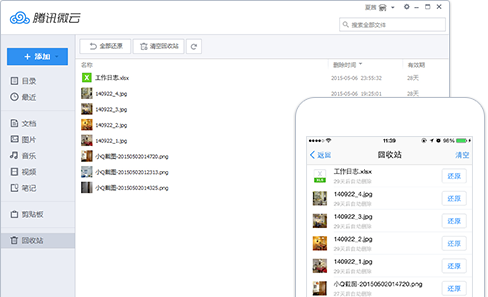 腾讯微云
搜索全部文件
+ 添加
目录
最近
文档
图片
音乐
视频
笔记
剪贴板
回收站
全部还原
清空回收站
名称
删除时间
有效期
工作日志.xlsx
2015-05-06 23:55:32
28天
140922_4.jpg
2015-05-06 19:25:01
28天
140922_3.jpg
140922_2.jpg
140922_1.jpg
小Q截图-20150502014720.png
小Q截图-20150502012313.png
小Q截图-20150502014025.png
11:39
98%
返回
回收站
清空
工作日志.xlsx
29天后自动删除
还原
140922_4.jpg
29天后自动删除
还原
140922_3.jpg
29天后自动删除
还原
140922_2.jpg
29天后自动删除
还原
140922_1.jpg
29天后自动删除
还原
小Q截图-20150502014720.png
29天后自动删除
还原